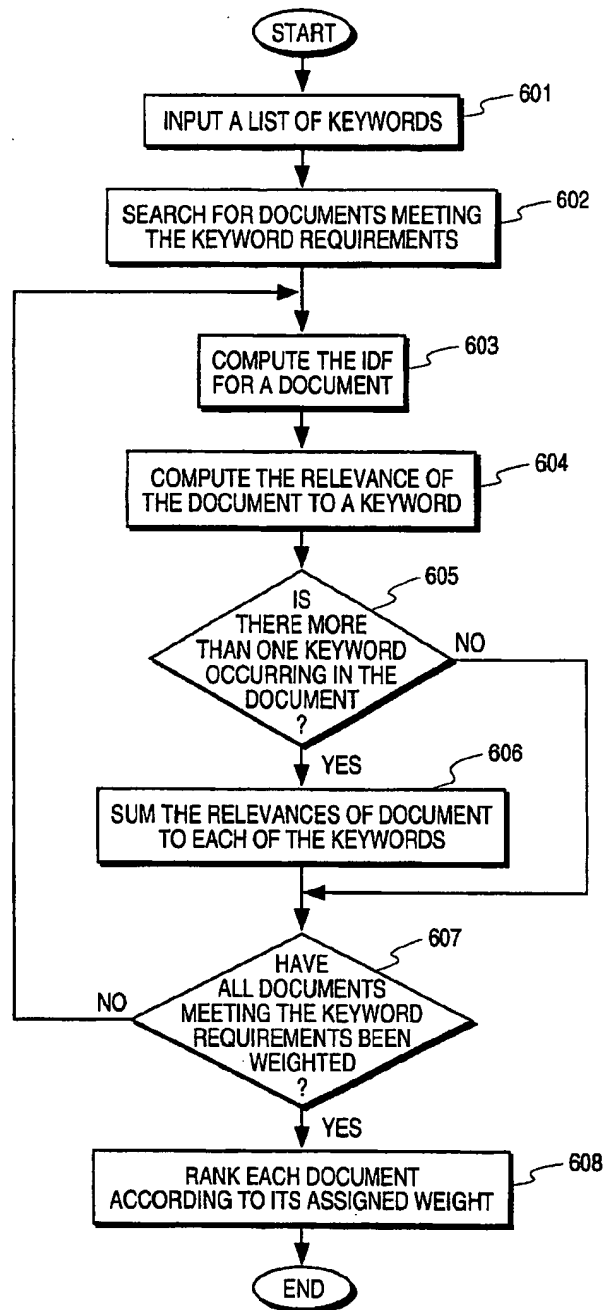 START
601
INPUT A LIST OF KEYWORDS
602
SEARCH FOR DOCUMENTS MEETING
THE KEYWORD REQUIREMENTS
603
COMPUTE THE IDF
FOR A DOCUMENT
604
COMPUTE THE RELEVANCE OF
THE DOCUMENT TO A KEYWORD
605
IS
THERE MORE
THAN ONE KEYWORD
OCCURRING IN THE
DOCUMENT
?
NO
YES
606
SUM THE RELEVANCES OF DOCUMENT
TO EACH OF THE KEYWORDS
607
HAVE
ALL DOCUMENTS
MEETING THE KEYWORD
REQUIREMENTS BEEN
WEIGHTED
?
NO
YES
608
RANK EACH DOCUMENT
ACCORDING TO ITS ASSIGNED WEIGHT
END